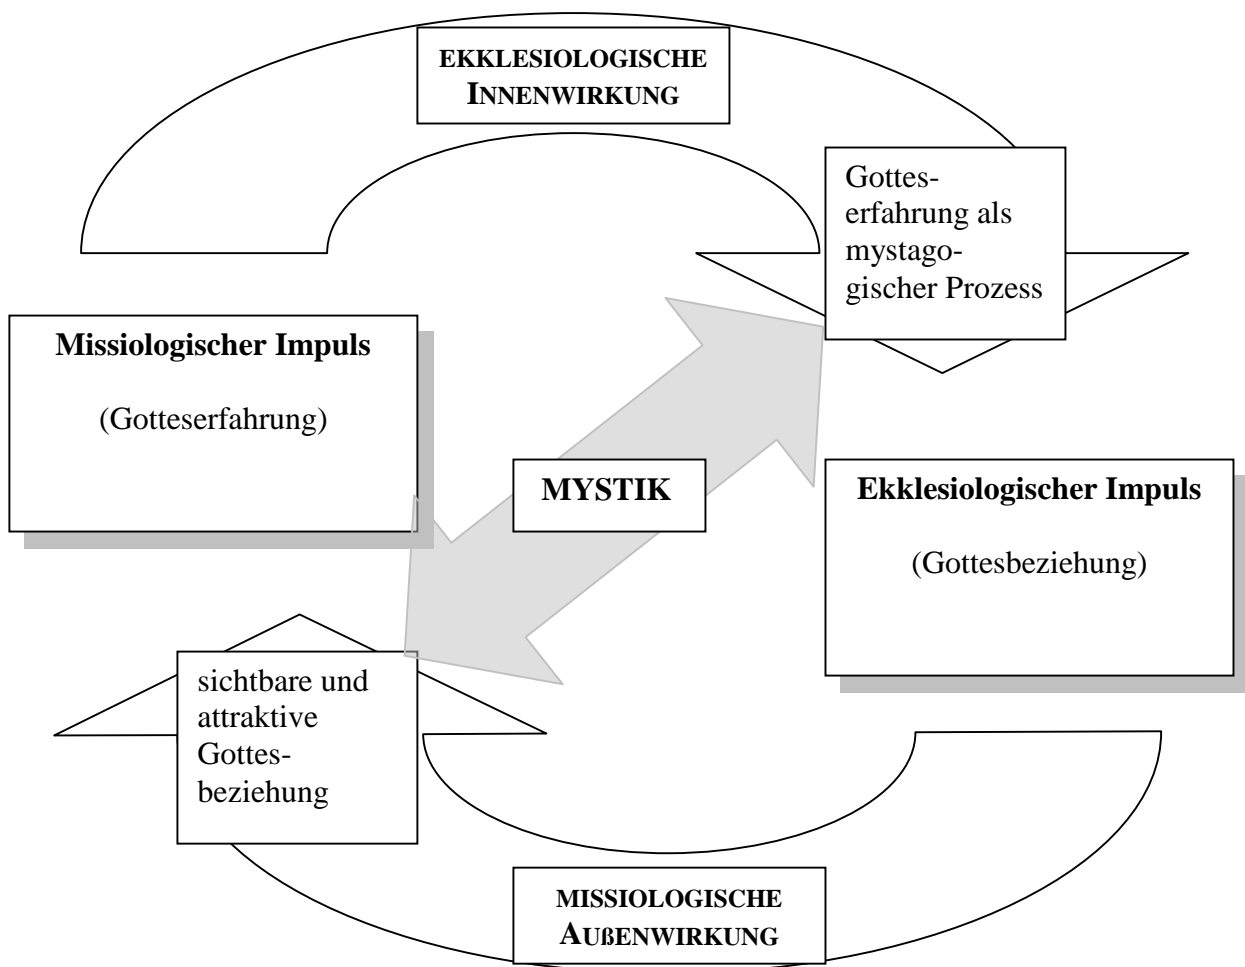 EKKLESIOLOGISCHE
INNENWIRKUNG
Gottes-
erfahrung als
mystago-
gischer Prozess
Missiologischer Impuls
(Gotteserfahrung)
MYSTIK
Ekklesiologischer Impuls
(Gottesbeziehung)
sichtbare und
attraktive
Gottes-
beziehung
MISSIOLOGISCHE
AUßENWIRKUNG